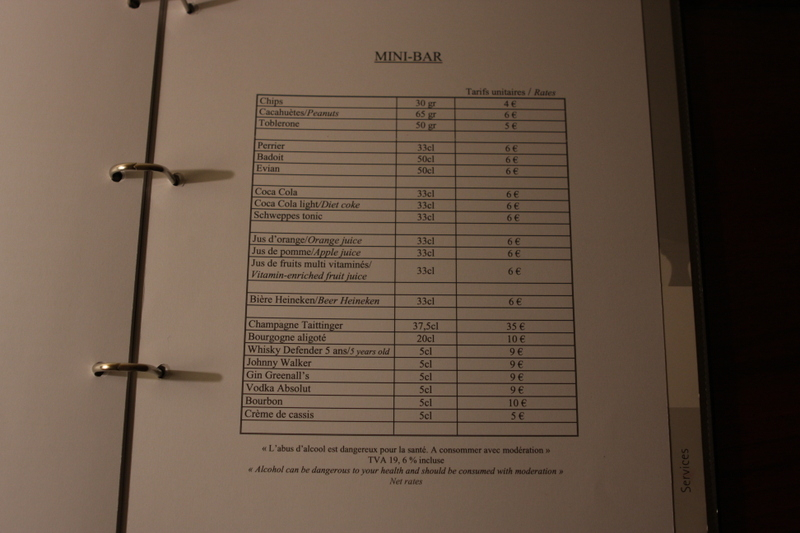 MINI-BAR
Tarifs unitaires / Rates
Chips 30 gr 4 €
Cacahuètes/Peanuts 65 gr 6 €
Toblerone 50 gr 5 €
Perrier 33cl 6 €
Badoit 50cl 6 €
Evian 50cl 6 €
Coca Cola 33cl 6 €
Coca Cola light/Diet coke 33cl 6 €
Schweppes tonic 33cl 6 €
Jus d'orange/Orange juice 33cl 6 €
Jus de pomme/Apple juice 33cl 6 €
Jus de fruits multi vitaminés/
Vitamin-enriched fruit juice 33cl 6 €
Bière Heineken/Beer Heineken 33cl 6 €
Champagne Taittinger 37,5cl 35 €
Bourgogne aligoté 20cl 10 €
Whisky Defender 5 ans/5 years old 5cl 9 €
Johnny Walker 5cl 9 €
Gin Greenall's 5cl 9 €
Vodka Absolut 5cl 9 €
Bourbon 5cl 10 €
Crème de cassis 5cl 5 €
« L'abus d'alcool est dangereux pour la santé. A consommer avec modération »
TVA 19, 6 % incluse
« Alcohol can be dangerous to your health and should be consumed with moderation »
Net rates
Services